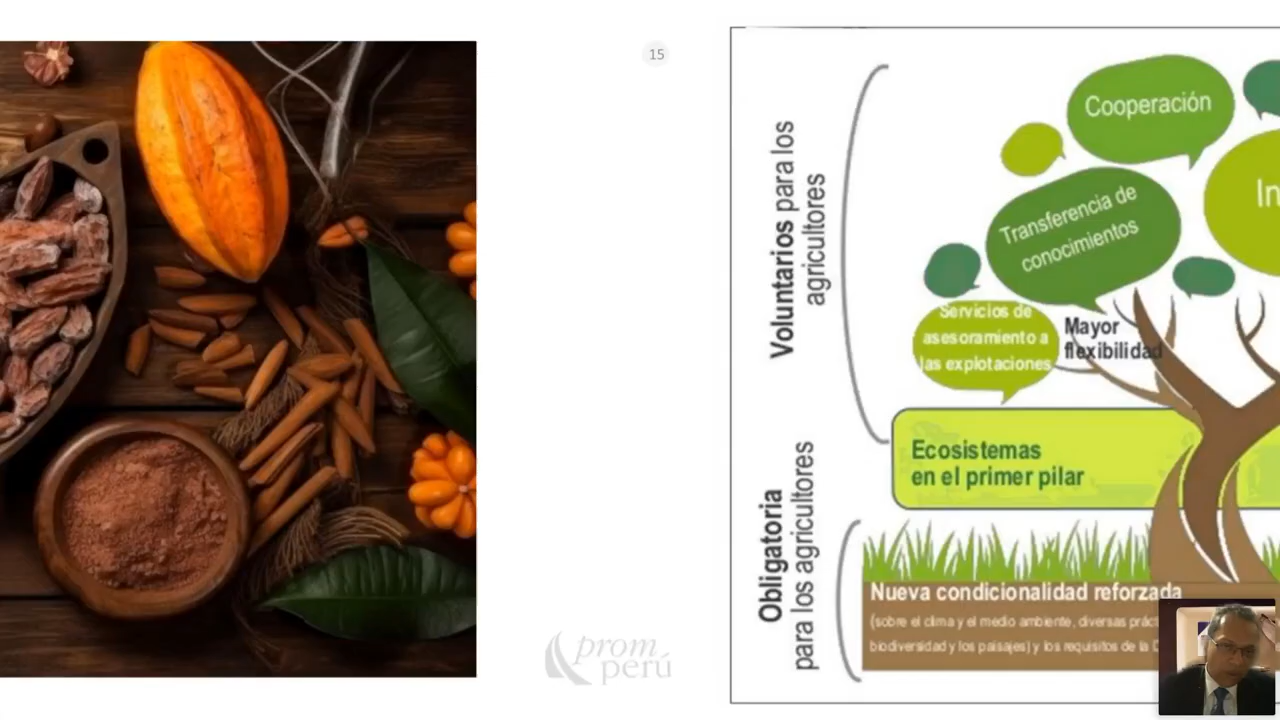 15
Cooperación
In
Voluntarios para los
agricultores
Transferencia de
conocimientos
Servicios de
asesoramiento a
las explotaciones
Mayor
flexibilidad
Ecosistemas
en el primer pilar
Obligatoria
para los agricultores
Nueva condicionalidad reforzada
(sobre el clima y el medio ambiente, diversas práct
biodiversidad y los paisajes) y los requisitos de la
prom
perú